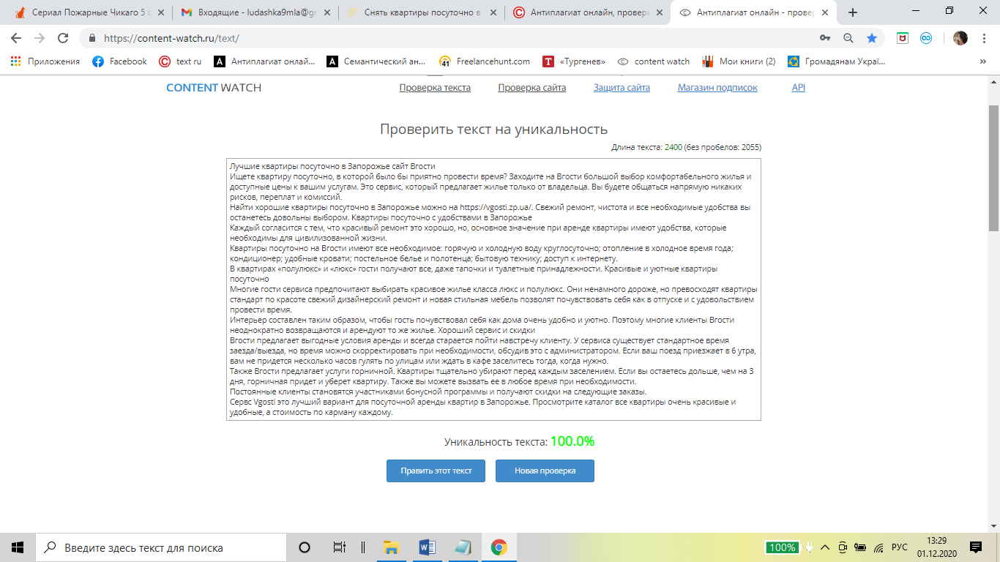 Сериал Пожарные Чикаго 5 с
Входящие - ludashka9mla@gm
Снять квартиры посуточно в
Антиплагиат онлайн, проверк
Антиплагиат онлайн - провер
https://content-watch.ru/text/
Приложения
Facebook
text ru
Антиплагиат онлай...
Семантический ан...
Freelancehunt.com
«Тургенев»
content watch
Мои книги (2)
Громадянам Украї...
»
CONTENT WATCH
Проверка текста
Проверка сайта
Защита сайта
Магазин подписок
API
Проверить текст на уникальность
Длина текста: 2400 (без пробелов: 2055)
Лучшие квартиры посуточно в Запорожье сайт Вгости
Ищете квартиру посуточно, в которой было бы приятно провести время? Заходите на Вгости большой выбор комфортабельного жилья и
доступные цены к вашим услугам. Это сервис, который предлагает жилье только от владельца. Вы будете общаться напрямую никаких
рисков, переплат и комиссий.
Найти хорошие квартиры посуточно в Запорожье можно на https://vgosti.zp.ua/. Свежий ремонт, чистота и все необходимые удобства вы
останетесь довольны выбором. Квартиры посуточно с удобствами в Запорожье
Каждый согласится с тем, что красивый ремонт это хорошо, но, основное значение при аренде квартиры имеют удобства, которые
необходимы для цивилизованной жизни.
Квартиры посуточно на Вгости имеют все необходимое: горячую и холодную воду круглосуточно; отопление в холодное время года;
кондиционер; удобные кровати; постельное белье и полотенца; бытовую технику; доступ к интернету.
В квартирах «полулюкс» и «люкс» гости получают все, даже тапочки и туалетные принадлежности. Красивые и уютные квартиры
посуточно
Многие гости сервиса предпочитают выбирать красивое жилье класса люкс и полулюкс. Они ненамного дороже, но превосходят квартиры
стандарт по красоте свежий дизайнерский ремонт и новая стильная мебель позволят почувствовать себя как в отпуске и с удовольствием
провести время.
Интерьер составлен таким образом, чтобы гость почувствовал себя как дома очень удобно и уютно. Поэтому многие клиенты Вгости
неоднократно возвращаются и арендуют то же жилье. Хороший сервис и скидки
Вгости предлагает выгодные условия аренды и всегда старается пойти навстречу клиенту. У сервиса существует стандартное время
заезда/выезда, но время можно скорректировать при необходимости, обсудив это с администратором. Если ваш поезд приезжает в 6 утра,
вам не придется несколько часов гулять по улицам или ждать в кафе заселитесь тогда, когда нужно.
Также Вгости предлагает услуги горничной. Квартиры тщательно убирают перед каждым заселением. Если вы остаетесь дольше, чем на 3
дня, горничная придет и уберет квартиру. Также вы можете вызвать ее в любое время при необходимости.
Постоянные клиенты становятся участниками бонусной программы и получают скидки на следующие заказы.
Сервс Vgosti это лучший вариант для посуточной аренды квартир в Запорожье. Просмотрите каталог все квартиры очень красивые и
удобные, а стоимость по карману каждому.
Уникальность текста: 100.0%
Править этот текст
Новая проверка
Введите здесь текст для поиска
100%
РУС
13:29
01.12.2020